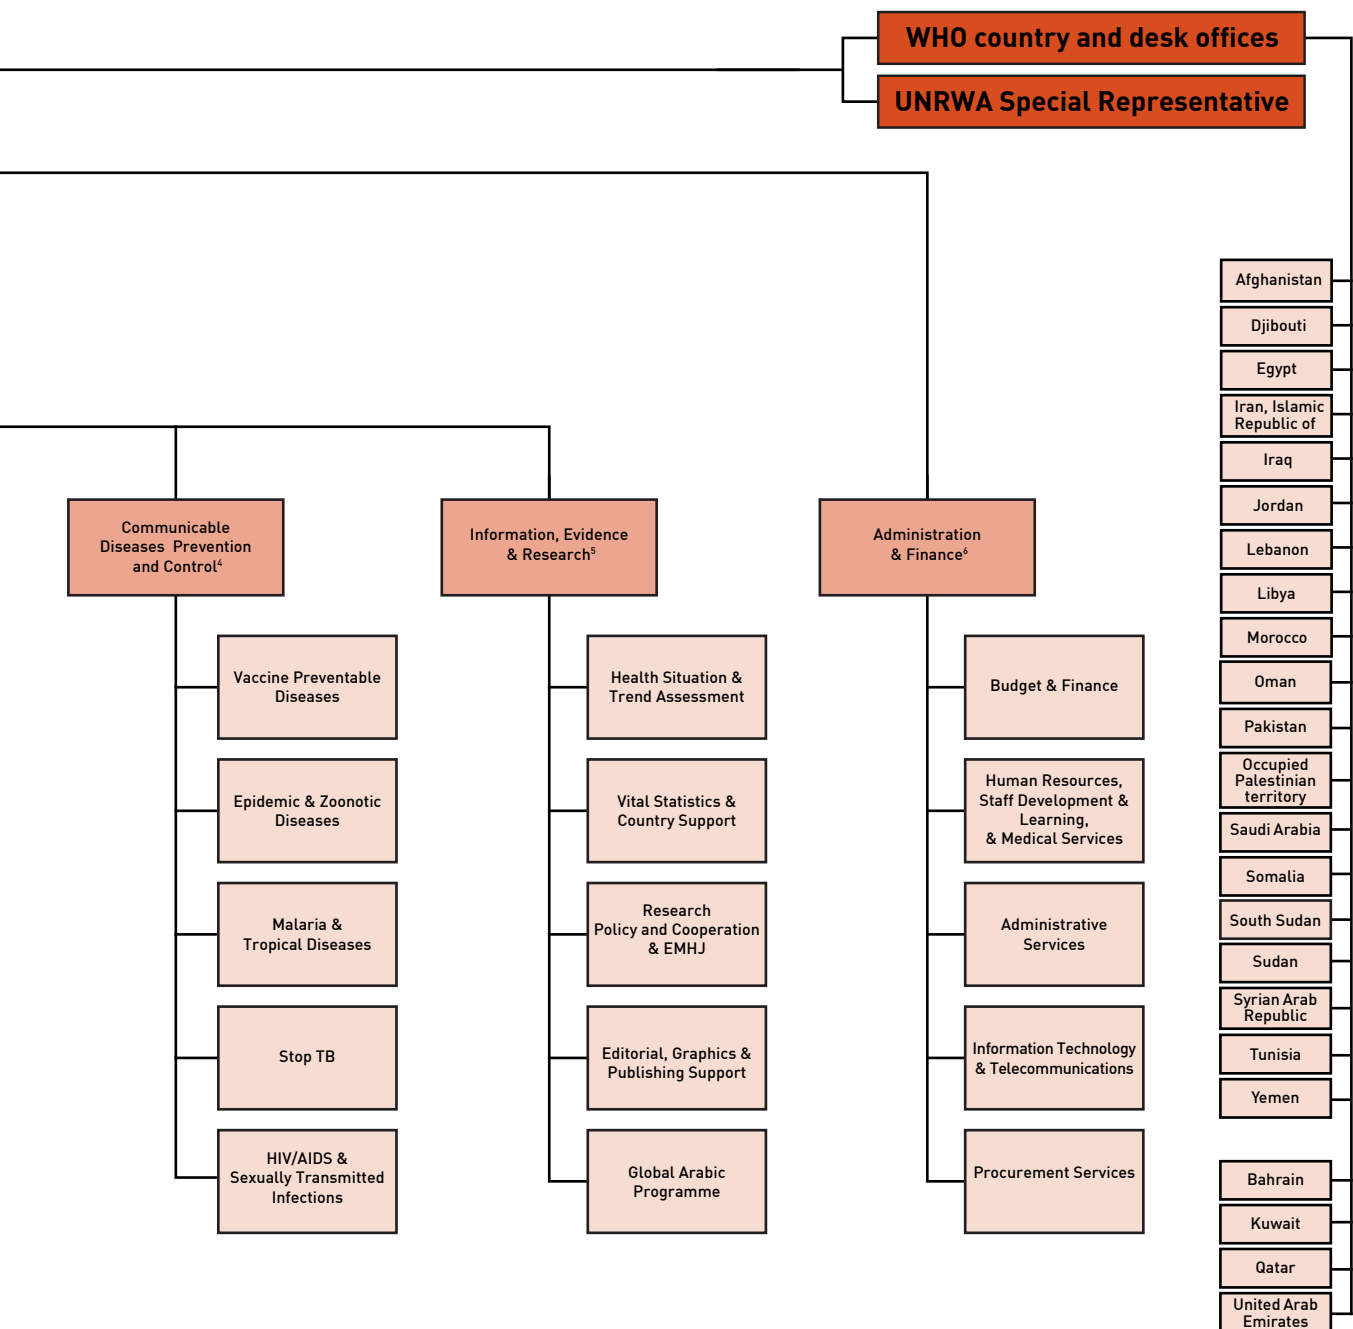 WHO country and desk offices
UNRWA Special Representative
Communicable
Diseases Prevention
and Control⁴
Vaccine Preventable
Diseases
Epidemic & Zoonotic
Diseases
Malaria &
Tropical Diseases
Stop TB
HIV/AIDS &
Sexually Transmitted
Infections
Information, Evidence
& Research⁵
Health Situation &
Trend Assessment
Vital Statistics &
Country Support
Research
Policy and Cooperation
& EMHJ
Editorial, Graphics &
Publishing Support
Global Arabic
Programme
Administration
& Finance⁶
Budget & Finance
Human Resources,
Staff Development &
Learning,
& Medical Services
Administrative
Services
Information Technology
& Telecommunications
Procurement Services
Afghanistan
Djibouti
Egypt
Iran, Islamic
Republic of
Iraq
Jordan
Lebanon
Libya
Morocco
Oman
Pakistan
Occupied
Palestinian
territory
Saudi Arabia
Somalia
South Sudan
Sudan
Syrian Arab
Republic
Tunisia
Yemen
Bahrain
Kuwait
Qatar
United Arab
Emirates